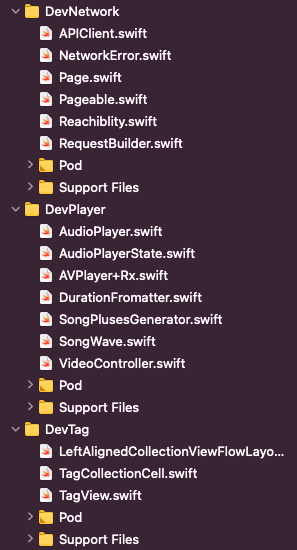 DevNetwork
APIClient.swift
NetworkError.swift
Page.swift
Pageable.swift
Reachiblity.swift
RequestBuilder.swift
Pod
Support Files
DevPlayer
AudioPlayer.swift
AudioPlayerState.swift
AVPlayer+Rx.swift
DurationFromatter.swift
SongPlusesGenerator.swift
SongWave.swift
VideoController.swift
Pod
Support Files
DevTag
LeftAlignedCollectionViewFlowLayo...
TagCollectionCell.swift
TagView.swift
Pod
Support Files